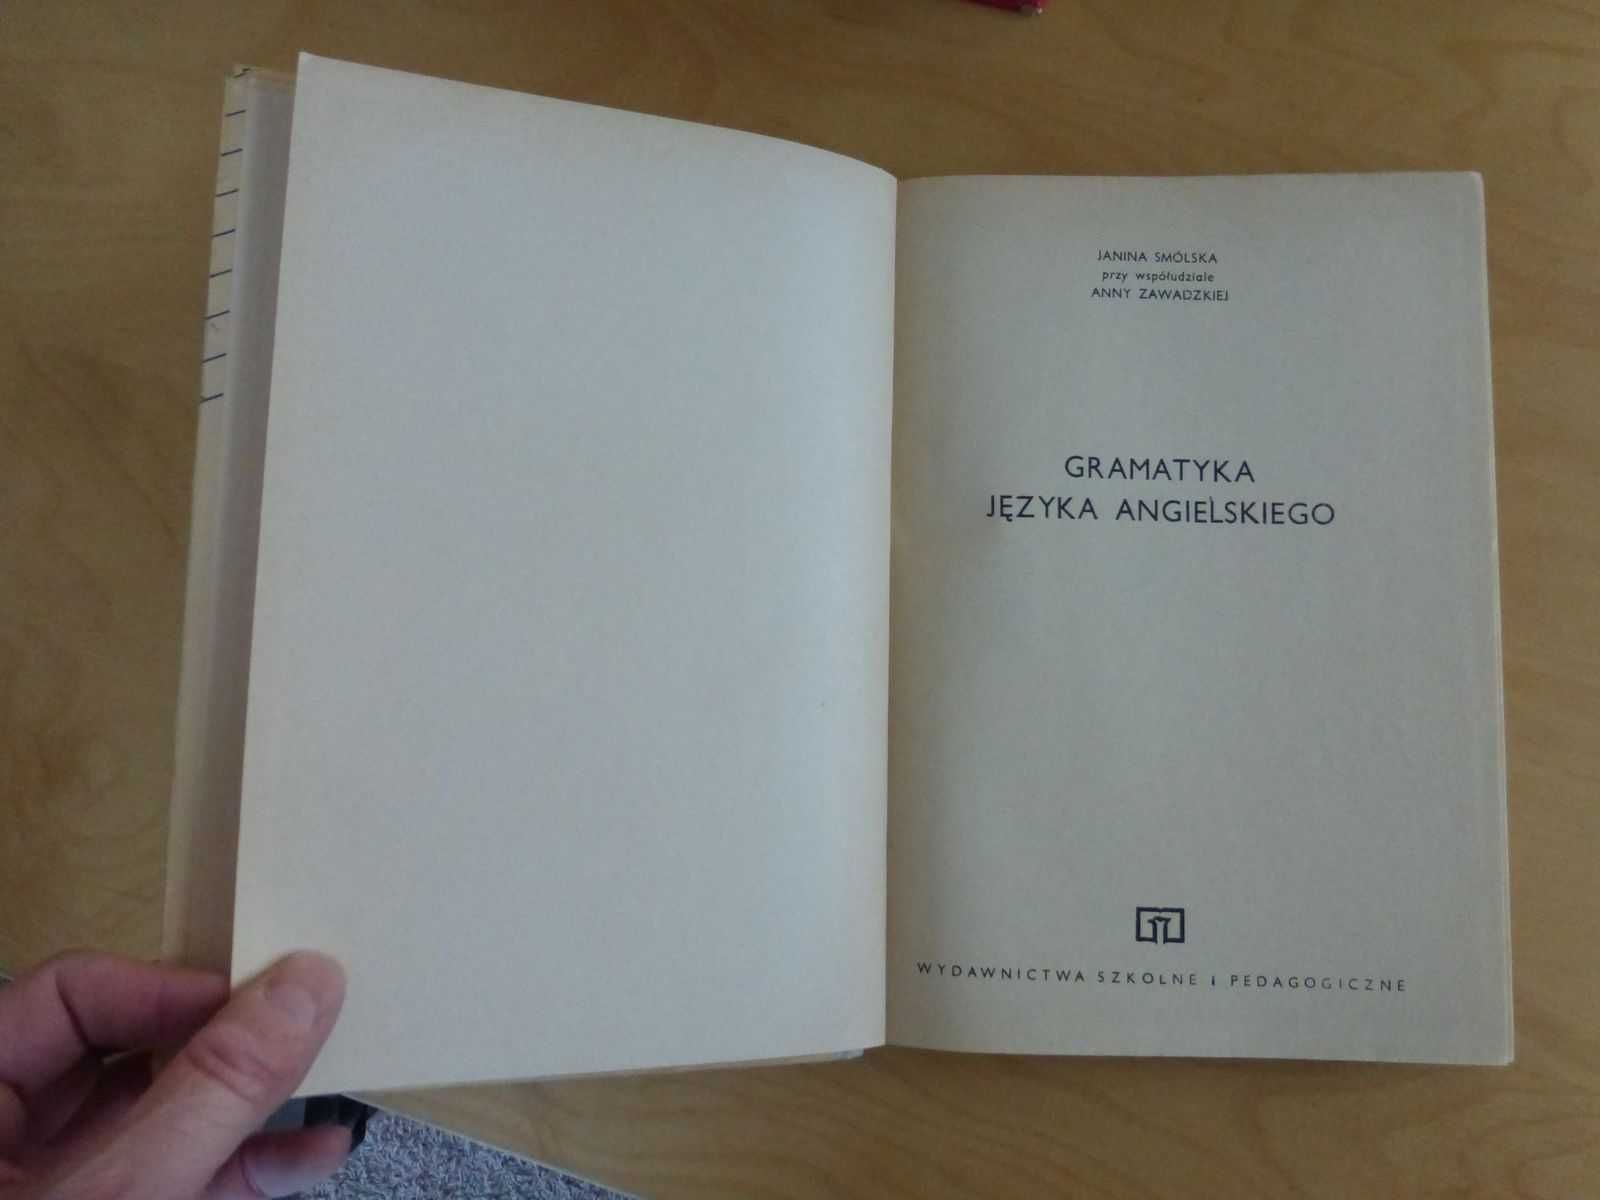 JANINA SMÓLSKA
przy współudziale
ANNY ZAWADZKIEJ
GRAMATYKA
JĘZYKA ANGIELSKIEGO
WYDAWNICTWA SZKOLNE I PEDAGOGICZNE